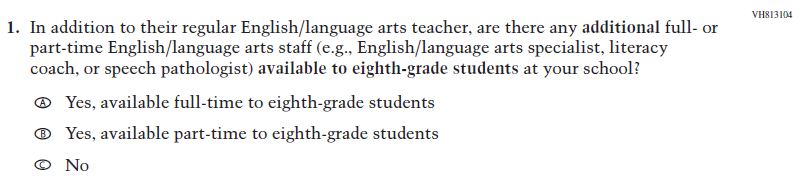 VH813104
1. In addition to their regular English/language arts teacher, are there any additional full- or
part-time English/language arts staff (e.g., English/language arts specialist, literacy
coach, or speech pathologist) available to eighth-grade students at your school?
A Yes, available full-time to eighth-grade students
B Yes, available part-time to eighth-grade students
C No